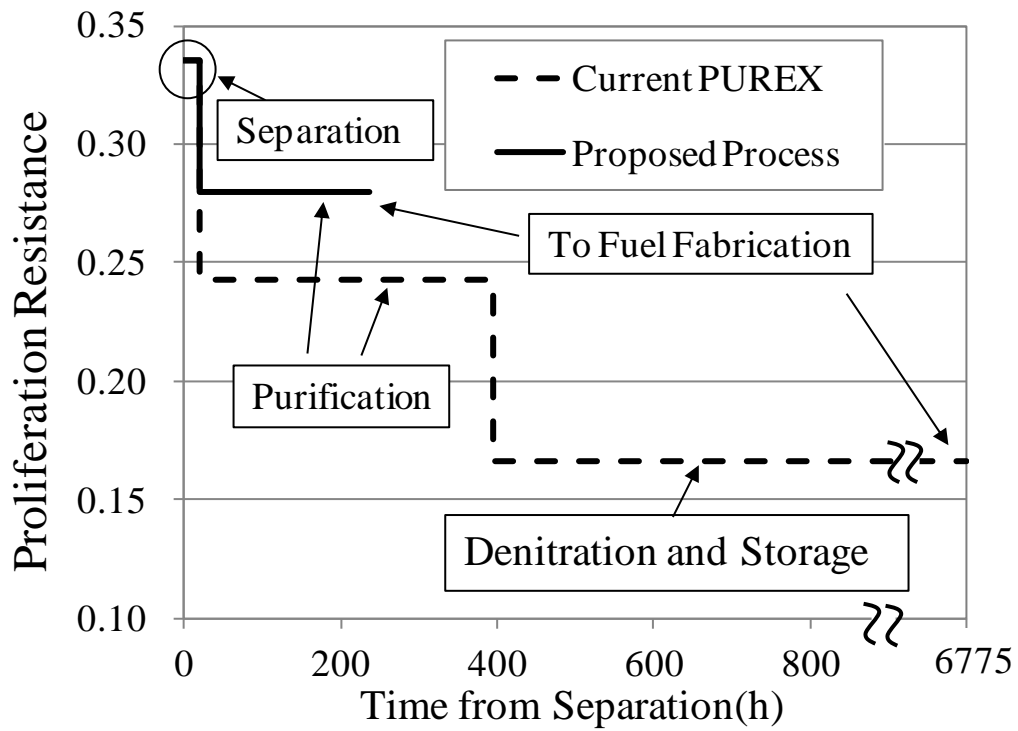 0.35
Current PUREX
Proposed Process
Separation
0.30
To Fuel Fabrication
0.25
Purification
0.20
Denitration and Storage
0.15
0.10
0 200 400 600 800 6775
Time from Separation(h)
Proliferation Resistance